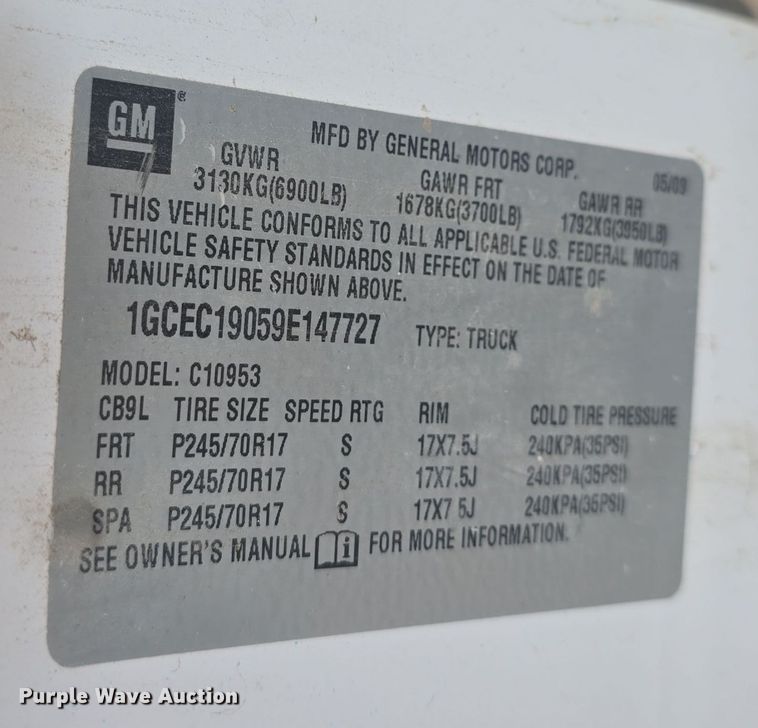 GM®
MFD BY GENERAL MOTORS CORP. 05/09
GVWR GAWR FRT GAWR RR
3130KG(6900LB) 1678KG(3700LB) 1792KG(3950LB)
THIS VEHICLE CONFORMS TO ALL APPLICABLE U.S. FEDERAL MOTOR
VEHICLE SAFETY STANDARDS IN EFFECT ON THE DATE OF
MANUFACTURE SHOWN ABOVE.
1GCEC19059E147727 TYPE: TRUCK
MODEL: C10953
CB9L TIRE SIZE SPEED RTG RIM COLD TIRE PRESSURE
FRT P245/70R17 S 17X7.5J 240KPA(35PSI)
RR P245/70R17 S 17X7.5J 240KPA(35PSI)
SPA P245/70R17 S 17X7.5J 240KPA(35PSI)
SEE OWNER'S MANUAL i FOR MORE INFORMATION.
Purple Wave Auction